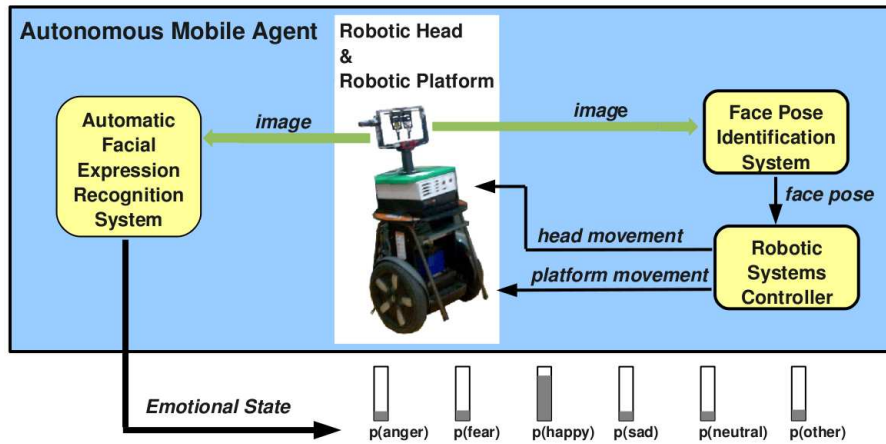 Autonomous Mobile Agent
Robotic Head
&
Robotic Platform
image
image
Automatic
Facial
Expression
Recognition
System
Face Pose
Identification
System
face pose
head movement
platform movement
Robotic
Systems
Controller
Emotional State
p(anger) p(fear) p(happy) p(sad) p(neutral) p(other)